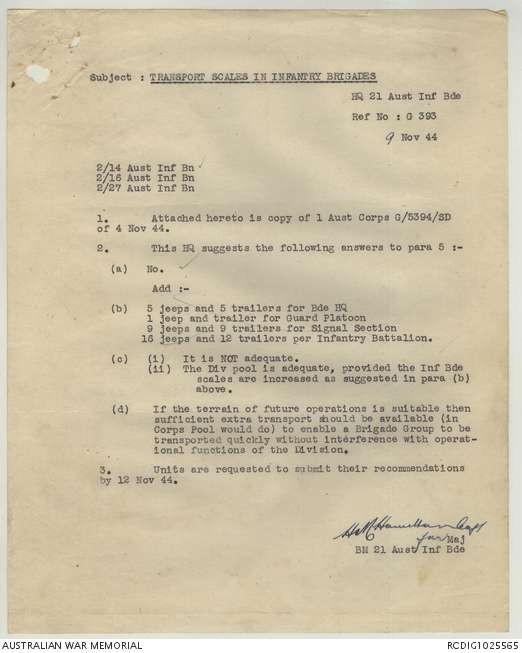 Subject : TRANSPORT SCALES IN INFANTRY BRIGADES
HQ 21 Aust Inf Bde
Ref No : G 393
9 Nov 44
2/14 Aust Inf Bn
2/16 Aust Inf Bn
2/27 Aust Inf Bn
1. Attached hereto is copy of 1 Aust Corps G/5394/SD
of 4 Nov 44.
2. This HQ suggests the following answers to para 5 :-
(a) No.
Add :-
(b) 5 jeeps and 5 trailers for Bde HQ
1 jeep and trailer for Guard Platoon
9 jeeps and 9 trailers for Signal Section
16 jeeps and 12 trailers per Infantry Battalion.
(c) (i) It is NOT adequate.
(ii) The Div pool is adequate, provided the Inf Bde
scales are increased as suggested in para (b)
above.
(d) If the terrain of future operations is suitable then
sufficient extra transport should be available (in
Corps Pool would do) to enable a Brigade Group to be
transported quickly without interference with operat-
ional functions of the Division.
3. Units are requested to submit their recommendations
by 12 Nov 44.
Hamilton Capt
for Maj
BM 21 Aust Inf Bde
AUSTRALIAN WAR MEMORIAL
RCDIG1025565